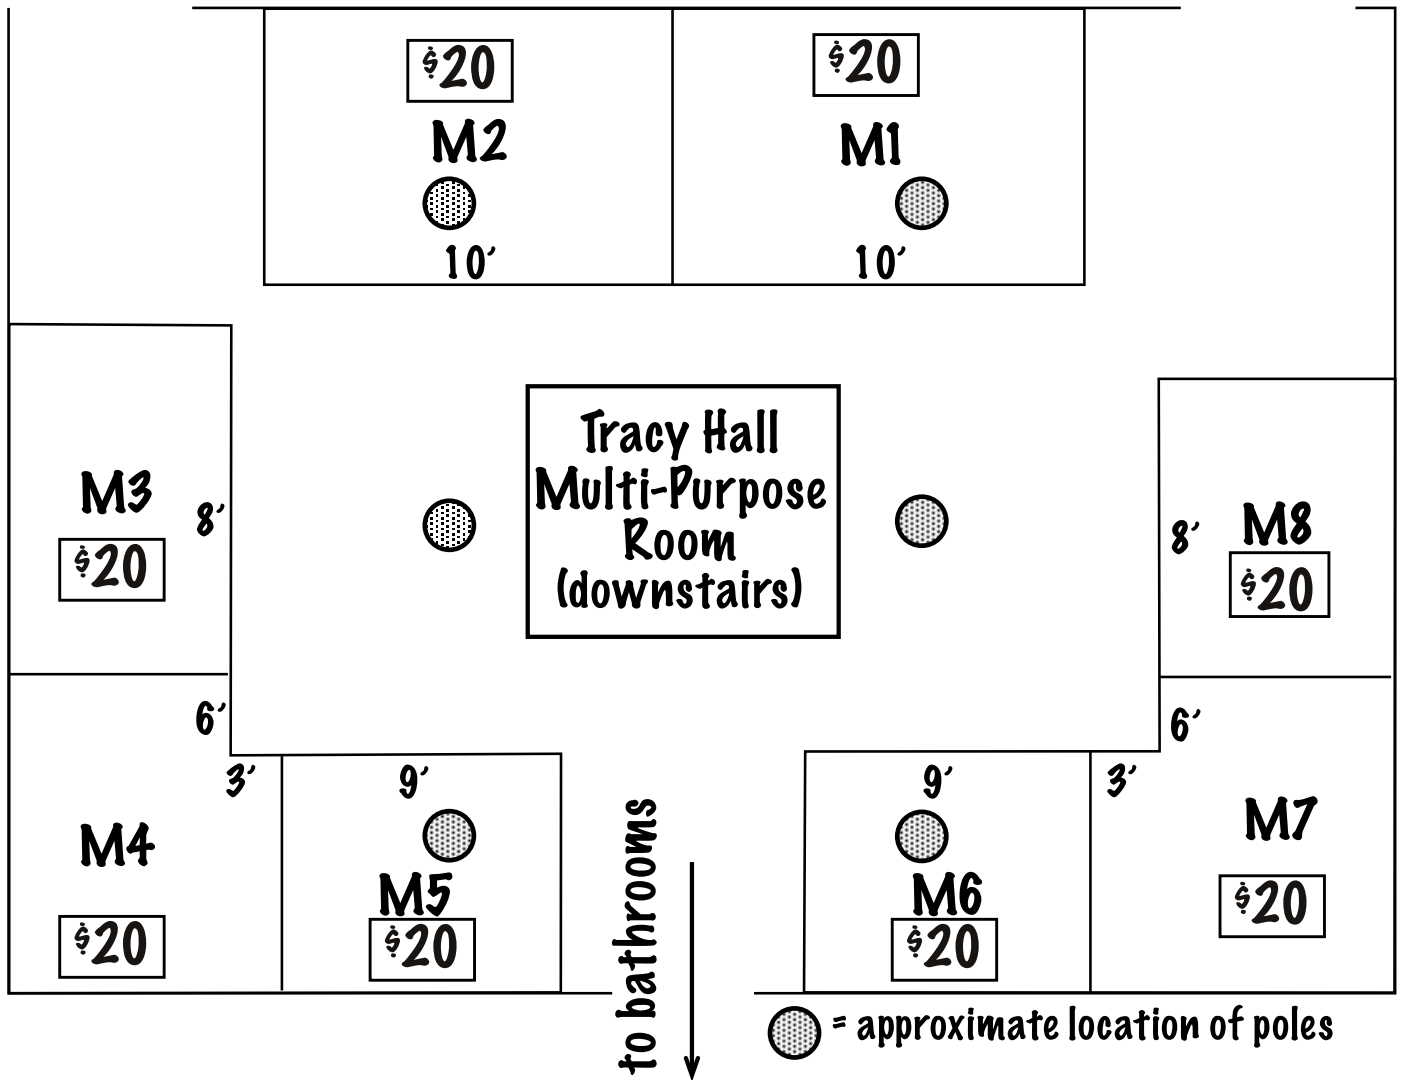 $20
$20
M2
M1
10'
10'
Tracy Hall
Multi-Purpose
Room
(downstairs)
M3
8'
$20
8'
M8
$20
6'
6'
3'
9'
9'
3'
M4
M5
M6
M7
$20
$20
$20
$20
to bathrooms
= approximate location of poles